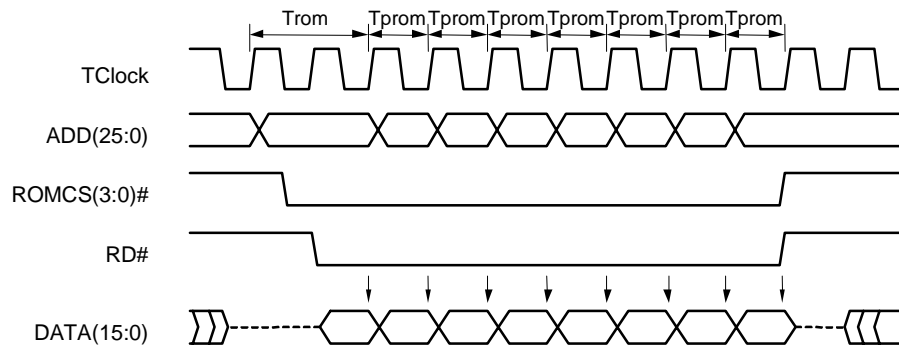 Trom Tprom Tprom Tprom Tprom Tprom Tprom Tprom
TClock
ADD(25:0)
ROMCS(3:0)#
RD#
DATA(15:0)